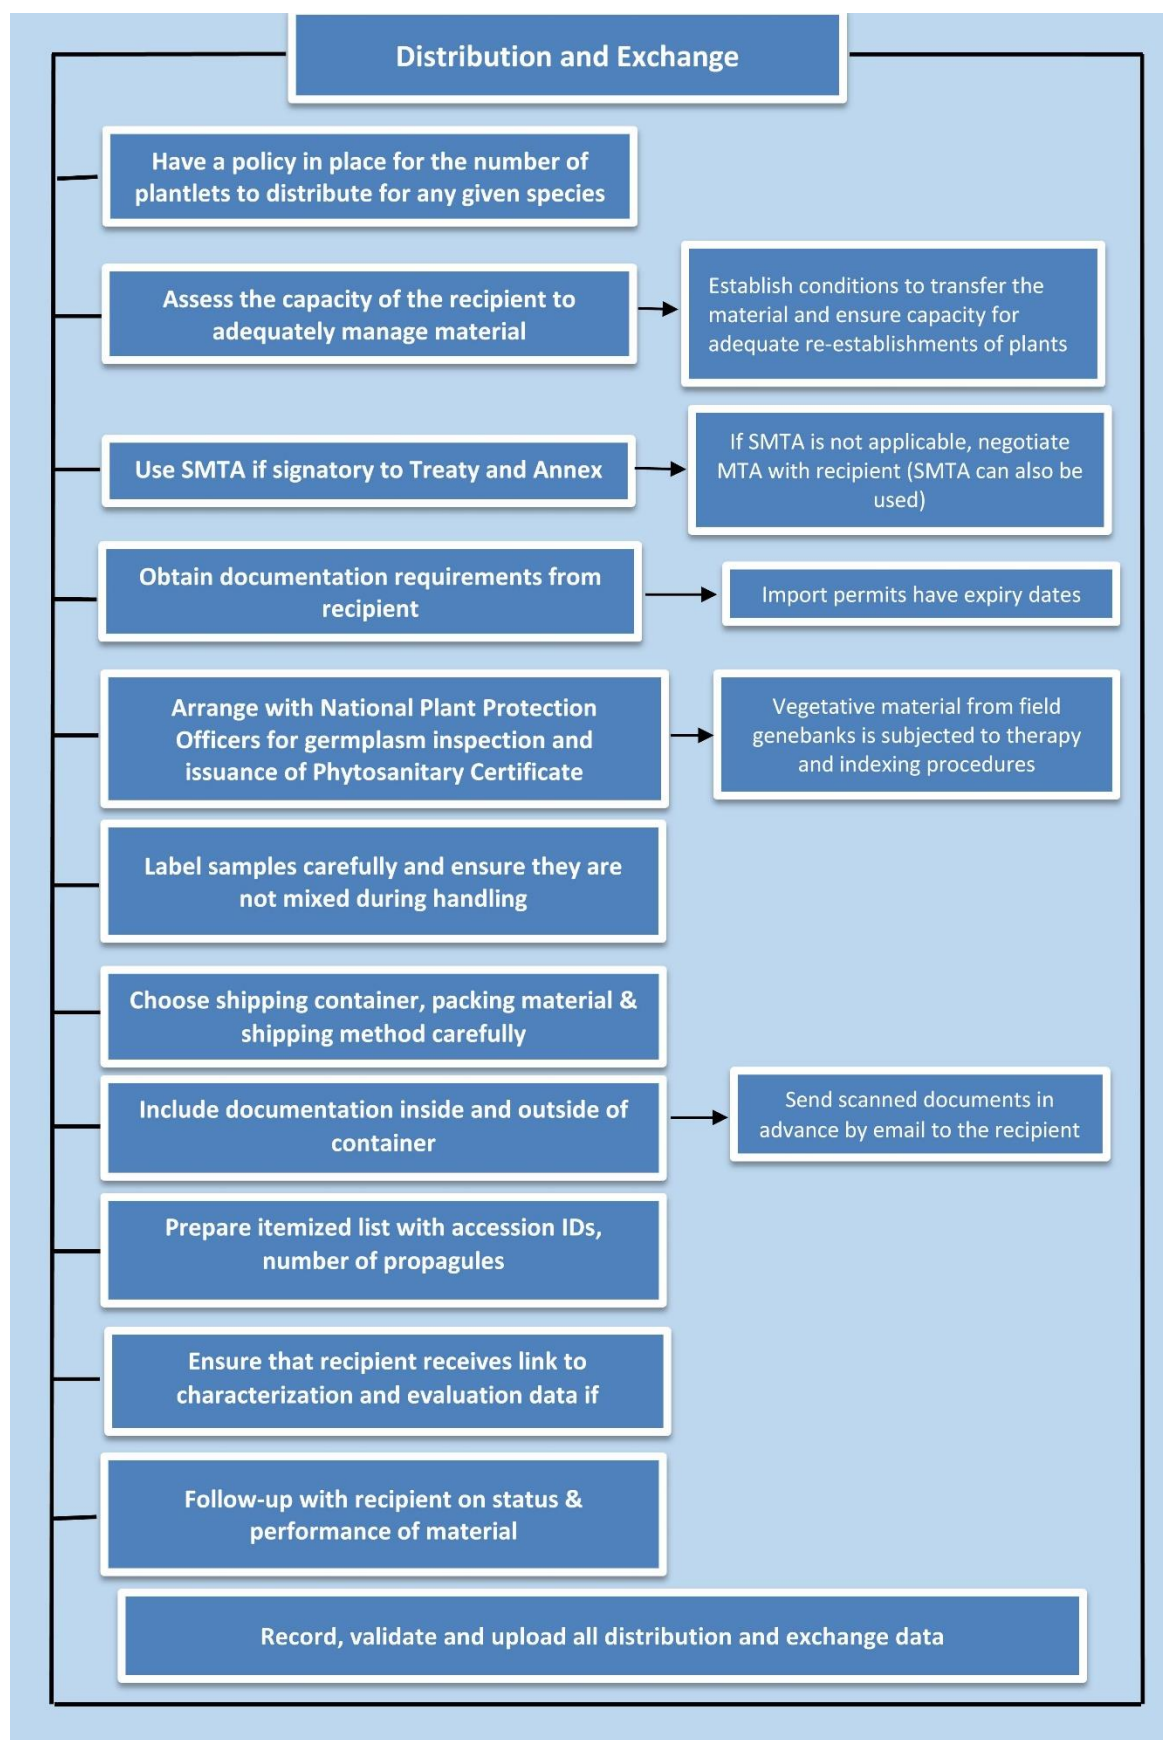 Distribution and Exchange
Have a policy in place for the number of
plantlets to distribute for any given species
Assess the capacity of the recipient to
adequately manage material
Establish conditions to transfer the
material and ensure capacity for
adequate re-establishments of plants
Use SMTA if signatory to Treaty and Annex
If SMTA is not applicable, negotiate
MTA with recipient (SMTA can also be
used)
Obtain documentation requirements from
recipient
Import permits have expiry dates
Arrange with National Plant Protection
Officers for germplasm inspection and
issuance of Phytosanitary Certificate
Vegetative material from field
genebanks is subjected to therapy
and indexing procedures
Label samples carefully and ensure they are
not mixed during handling
Choose shipping container, packing material &
shipping method carefully
Include documentation inside and outside of
container
Send scanned documents in
advance by email to the recipient
Prepare itemized list with accession IDs,
number of propagules
Ensure that recipient receives link to
characterization and evaluation data if
Follow-up with recipient on status &
performance of material
Record, validate and upload all distribution and exchange data